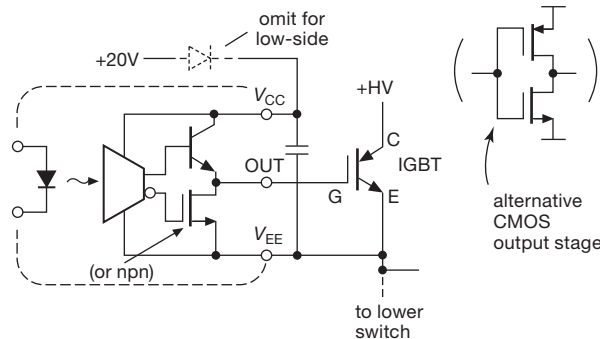 omit for
low-side
+20V
VCC
+HV
C
OUT
IGBT
G
E
VEE
(or npn)
to lower
switch
alternative
CMOS
output stage